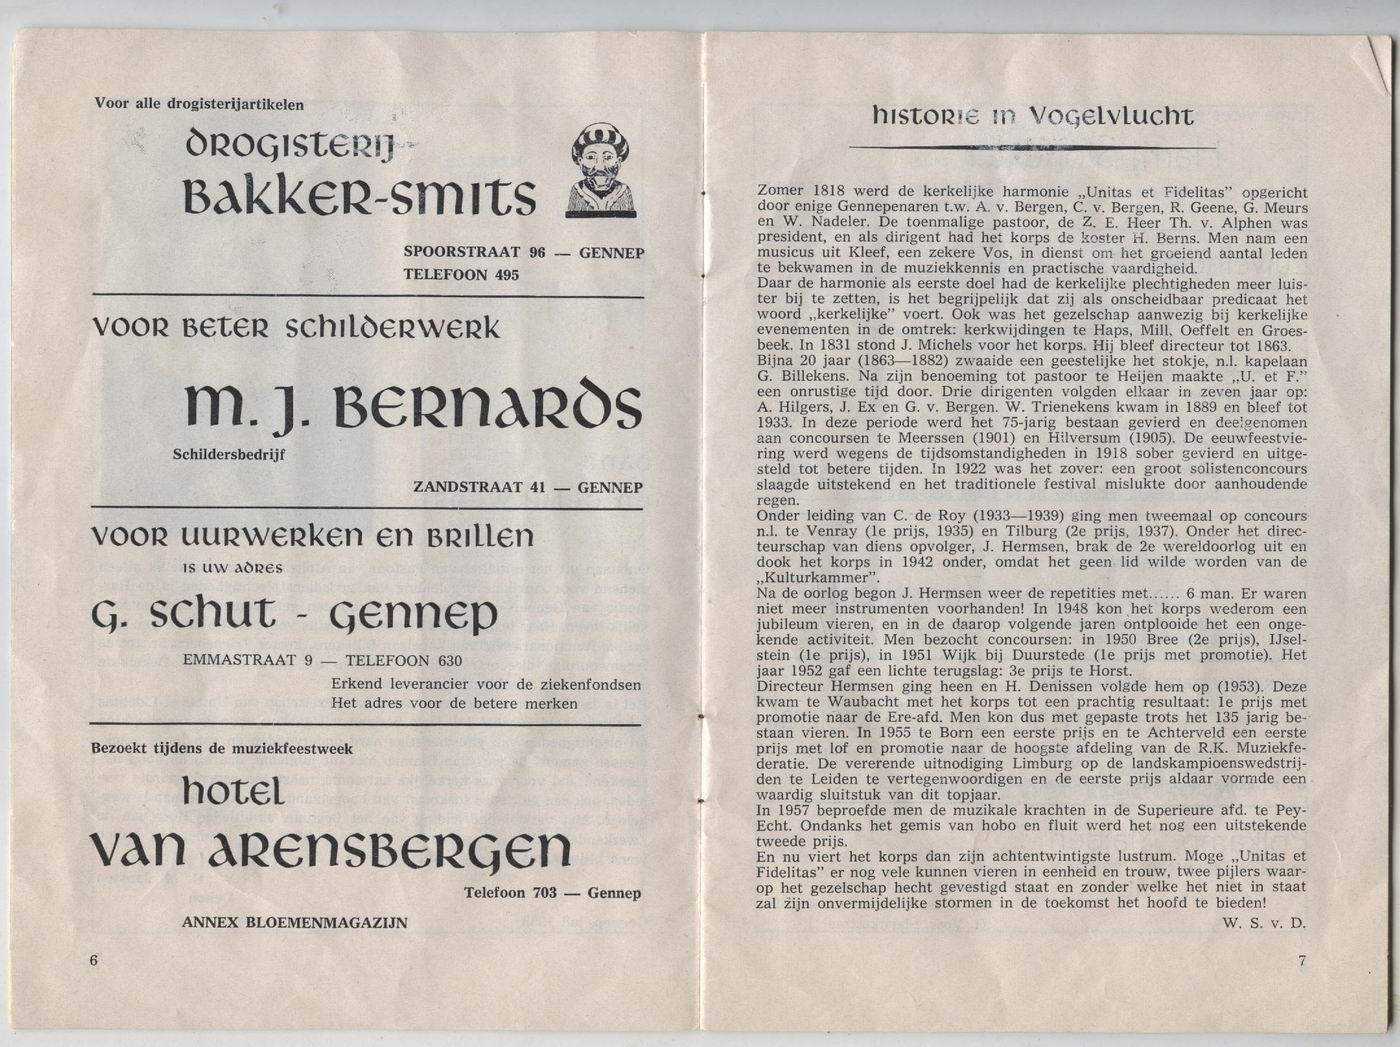 Voor alle drogisterijartikelen
DROGISTERIJ
BAKKER-SMITS
SPOORSTRAAT 96 — GENNEP
TELEFOON 495
VOOR BETER SCHILDERWERK
M. J. BERNARDS
Schildersbedrijf
ZANDSTRAAT 41 — GENNEP
VOOR UURWERKEN EN BRILLEN
IS UW ADRES
G. SCHUT - GENNEP
EMMASTRAAT 9 — TELEFOON 630
Erkend leverancier voor de ziekenfondsen
Het adres voor de betere merken
Bezoekt tijdens de muziekfeestweek
hotel
VAN ARENSBERGEN
Telefoon 703 — Gennep
ANNEX BLOEMENMAGAZIJN
6
historie in Vogelvlucht
Zomer 1818 werd de kerkelijke harmonie „Unitas et Fidelitas” opgericht
door enige Gennepenaren t.w. A. v. Bergen, C. v. Bergen, R. Geene, G. Meurs
en W. Nadeler. De toenmalige pastoor, de Z. E. Heer Th. v. Alphen was
president, en als dirigent had het korps de koster H. Berns. Men nam een
musicus uit Kleef, een zekere Vos, in dienst om het groeiend aantal leden
te bekwamen in de muziekkennis en practische vaardigheid.
Daar de harmonie als eerste doel had de kerkelijke plechtigheden meer luis-
ter bij te zetten, is het begrijpelijk dat zij als onscheidbaar predicaat het
woord „kerkelijke” voert. Ook was het gezelschap aanwezig bij kerkelijke
evenementen in de omtrek: kerkwijdingen te Haps, Mill, Oeffelt en Groes-
beek. In 1831 stond J. Michels voor het korps. Hij bleef directeur tot 1863.
Bijna 20 jaar (1863—1882) zwaaide een geestelijke het stokje, n.l. kapelaan
G. Billekens. Na zijn benoeming tot pastoor te Heijen maakte „U. et F.”
een onrustige tijd door. Drie dirigenten volgden elkaar in zeven jaar op:
A. Hilgers, J. Ex en G. v. Bergen. W. Trienekens kwam in 1889 en bleef tot
1933. In deze periode werd het 75-jarig bestaan gevierd en deelgenomen
aan concoursen te Meerssen (1901) en Hilversum (1905). De eeuwfeestvie-
ring werd wegens de tijdsomstandigheden in 1918 sober gevierd en uitge-
steld tot betere tijden. In 1922 was het zover: een groot solistenconcours
slaagde uitstekend en het traditionele festival mislukte door aanhoudende
regen.
Onder leiding van C. de Roy (1933—1939) ging men tweemaal op concours
n.l. te Venray (1e prijs, 1935) en Tilburg (2e prijs, 1937). Onder het direc-
teurschap van diens opvolger, J. Hermsen, brak de 2e wereldoorlog uit en
dook het korps in 1942 onder, omdat het geen lid wilde worden van de
„Kulturkammer”.
Na de oorlog begon J. Hermsen weer de repetities met...... 6 man. Er waren
niet meer instrumenten voorhanden! In 1948 kon het korps wederom een
jubileum vieren, en in de daarop volgende jaren ontplooide het een onge-
kende activiteit. Men bezocht concoursen: in 1950 Bree (2e prijs), IJsel-
stein (1e prijs), in 1951 Wijk bij Duurstede (1e prijs met promotie). Het
jaar 1952 gaf een lichte terugslag: 3e prijs te Horst.
Directeur Hermsen ging heen en H. Denissen volgde hem op (1953). Deze
kwam te Waubacht met het korps tot een prachtig resultaat: 1e prijs met
promotie naar de Ere-afd. Men kon dus met gepaste trots het 135 jarig be-
staan vieren. In 1955 te Born een eerste prijs en te Achterveld een eerste
prijs met lof en promotie naar de hoogste afdeling van de R.K. Muziekfe-
deratie. De vererende uitnodiging Limburg op de landskampioenswedstrij-
den te Leiden te vertegenwoordigen en de eerste prijs aldaar vormde een
waardig sluitstuk van dit topjaar.
In 1957 beproefde men de muzikale krachten in de Superieure afd. te Pey-
Echt. Ondanks het gemis van hobo en fluit werd het nog een uitstekende
tweede prijs.
En nu viert het korps dan zijn achtentwintigste lustrum. Moge „Unitas et
Fidelitas” er nog vele kunnen vieren in eenheid en trouw, twee pijlers waar-
op het gezelschap hecht gevestigd staat en zonder welke het niet in staat
zal zijn onvermijdelijke stormen in de toekomst het hoofd te bieden!
W. S. v. D.
7